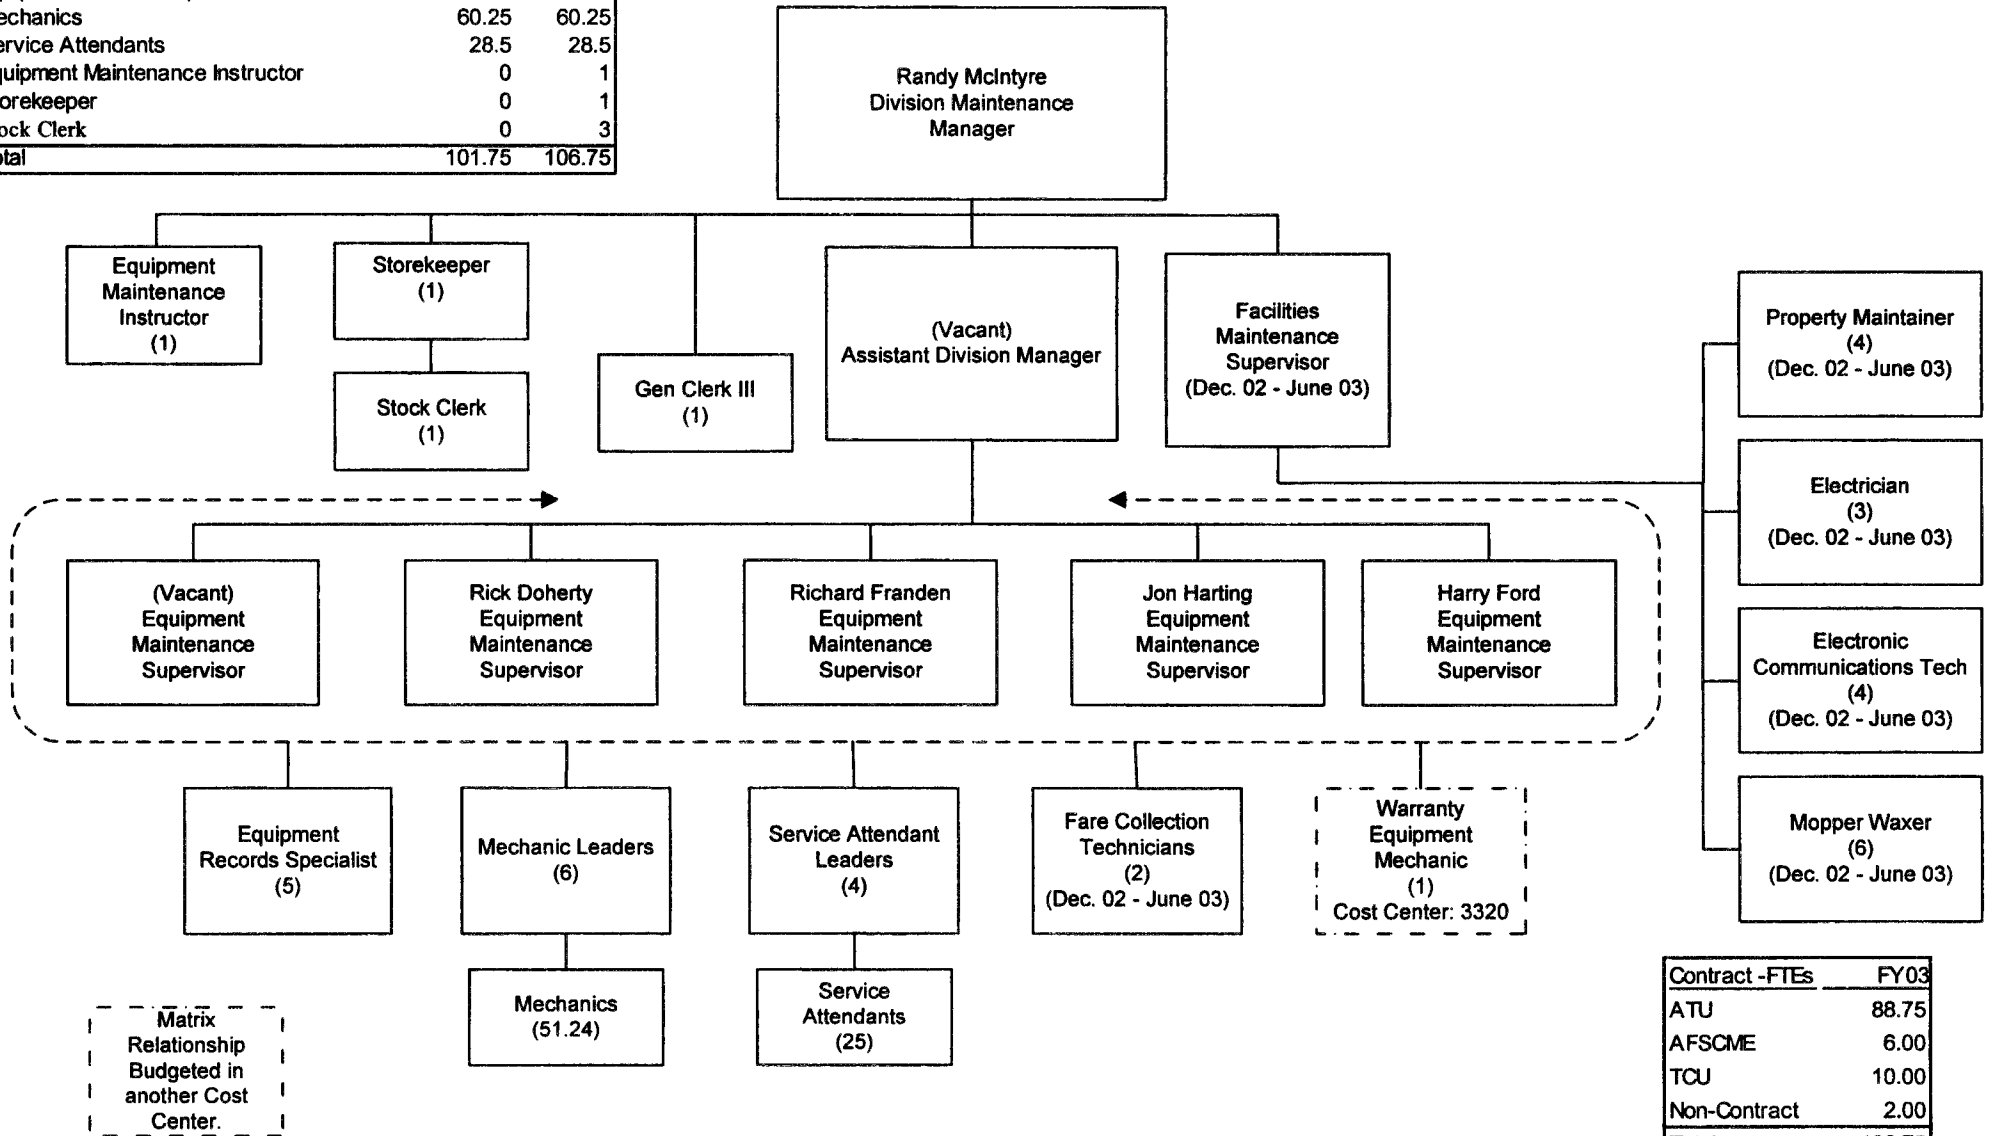 echanics 60.25 60.25
ervice Attendants 28.5 28.5
quipment Maintenance Instructor 0 1
orekeeper 0 1
ock Clerk 0 3
otal 101.75 106.75
Randy McIntyre
Division Maintenance
Manager
Equipment
Maintenance
Instructor
(1)
Storekeeper
(1)
Stock Clerk
(1)
Gen Clerk III
(1)
(Vacant)
Assistant Division Manager
Facilities
Maintenance
Supervisor
(Dec. 02 - June 03)
Property Maintainer
(4)
(Dec. 02 - June 03)
Electrician
(3)
(Dec. 02 - June 03)
Electronic
Communications Tech
(4)
(Dec. 02 - June 03)
Mopper Waxer
(6)
(Dec. 02 - June 03)
(Vacant)
Equipment
Maintenance
Supervisor
Rick Doherty
Equipment
Maintenance
Supervisor
Richard Franden
Equipment
Maintenance
Supervisor
Jon Harting
Equipment
Maintenance
Supervisor
Harry Ford
Equipment
Maintenance
Supervisor
Equipment
Records Specialist
(5)
Mechanic Leaders
(6)
Service Attendant
Leaders
(4)
Fare Collection
Technicians
(2)
(Dec. 02 - June 03)
Warranty
Equipment
Mechanic
(1)
Cost Center: 3320
Mechanics
(51.24)
Service
Attendants
(25)
Matrix
Relationship
Budgeted in
another Cost
Center.
Contract -FTEs FY03
ATU 88.75
AFSCME 6.00
TCU 10.00
Non-Contract 2.00